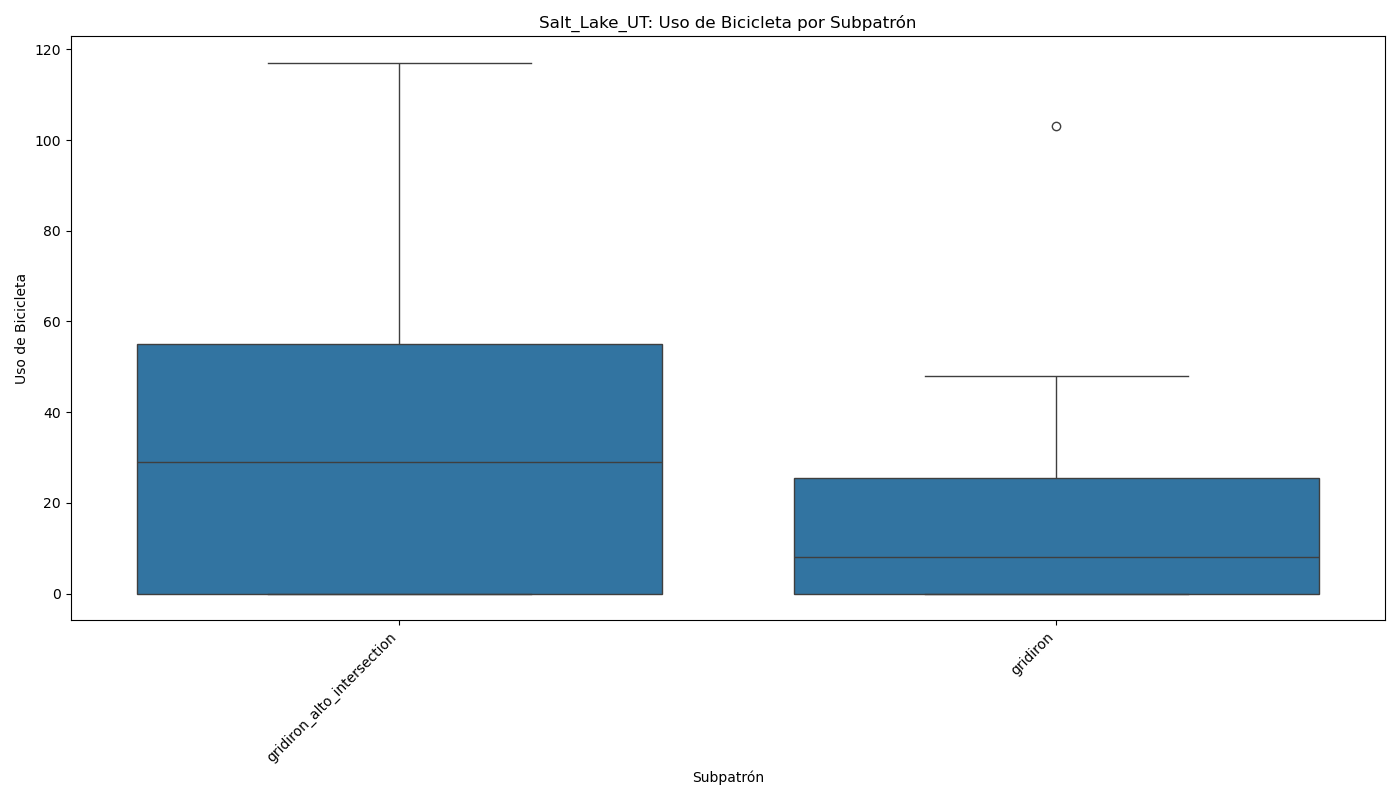 Salt_Lake_UT: Uso de Bicicleta por Subpatrón
Uso de Bicicleta
120
100
80
60
40
20
0
gridiron_alto_intersection
gridiron
Subpatrón